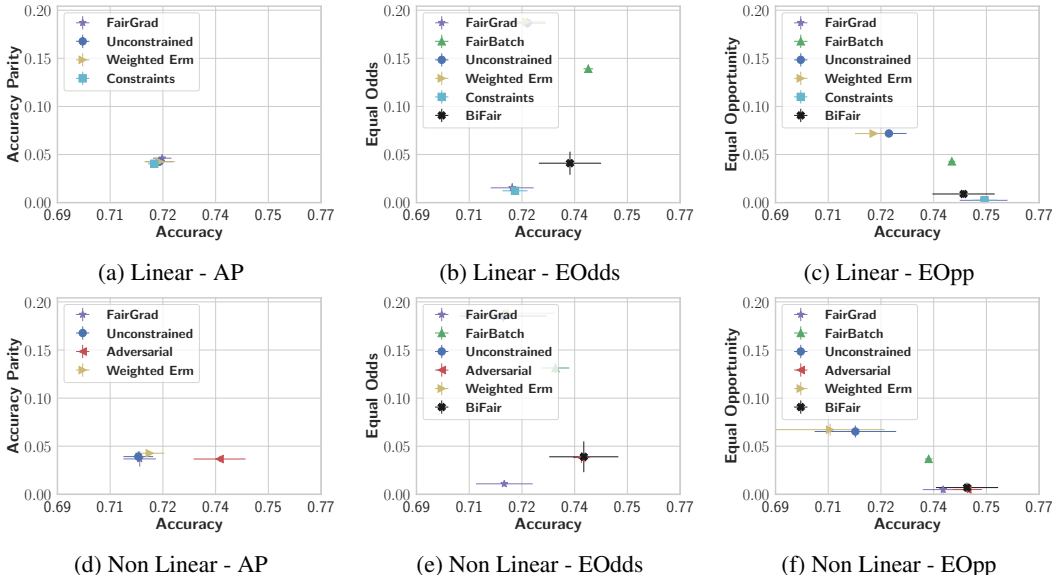 0.20
0.15
0.10
0.05
0.00
Accuracy Parity
FairGrad
Unconstrained
Weighted Erm
Constraints
0.69 0.71 0.72 0.74 0.75 0.77
Accuracy
(a) Linear - AP
0.20
0.15
0.10
0.05
0.00
Equal Odds
FairGrad
FairBatch
Unconstrained
Weighted Erm
Constraints
BiFair
0.69 0.71 0.72 0.74 0.75 0.77
Accuracy
(b) Linear - EOdds
0.20
0.15
0.10
0.05
0.00
Equal Opportunity
FairGrad
FairBatch
Unconstrained
Weighted Erm
Constraints
BiFair
0.69 0.71 0.72 0.74 0.75 0.77
Accuracy
(c) Linear - EOpp
0.20
0.15
0.10
0.05
0.00
Accuracy Parity
FairGrad
Unconstrained
Adversarial
Weighted Erm
0.69 0.71 0.72 0.74 0.75 0.77
Accuracy
(d) Non Linear - AP
0.20
0.15
0.10
0.05
0.00
Equal Odds
FairGrad
FairBatch
Unconstrained
Adversarial
Weighted Erm
BiFair
0.69 0.71 0.72 0.74 0.75 0.77
Accuracy
(e) Non Linear - EOdds
0.20
0.15
0.10
0.05
0.00
Equal Opportunity
FairGrad
FairBatch
Unconstrained
Adversarial
Weighted Erm
BiFair
0.69 0.71 0.72 0.74 0.75 0.77
Accuracy
(f) Non Linear - EOpp